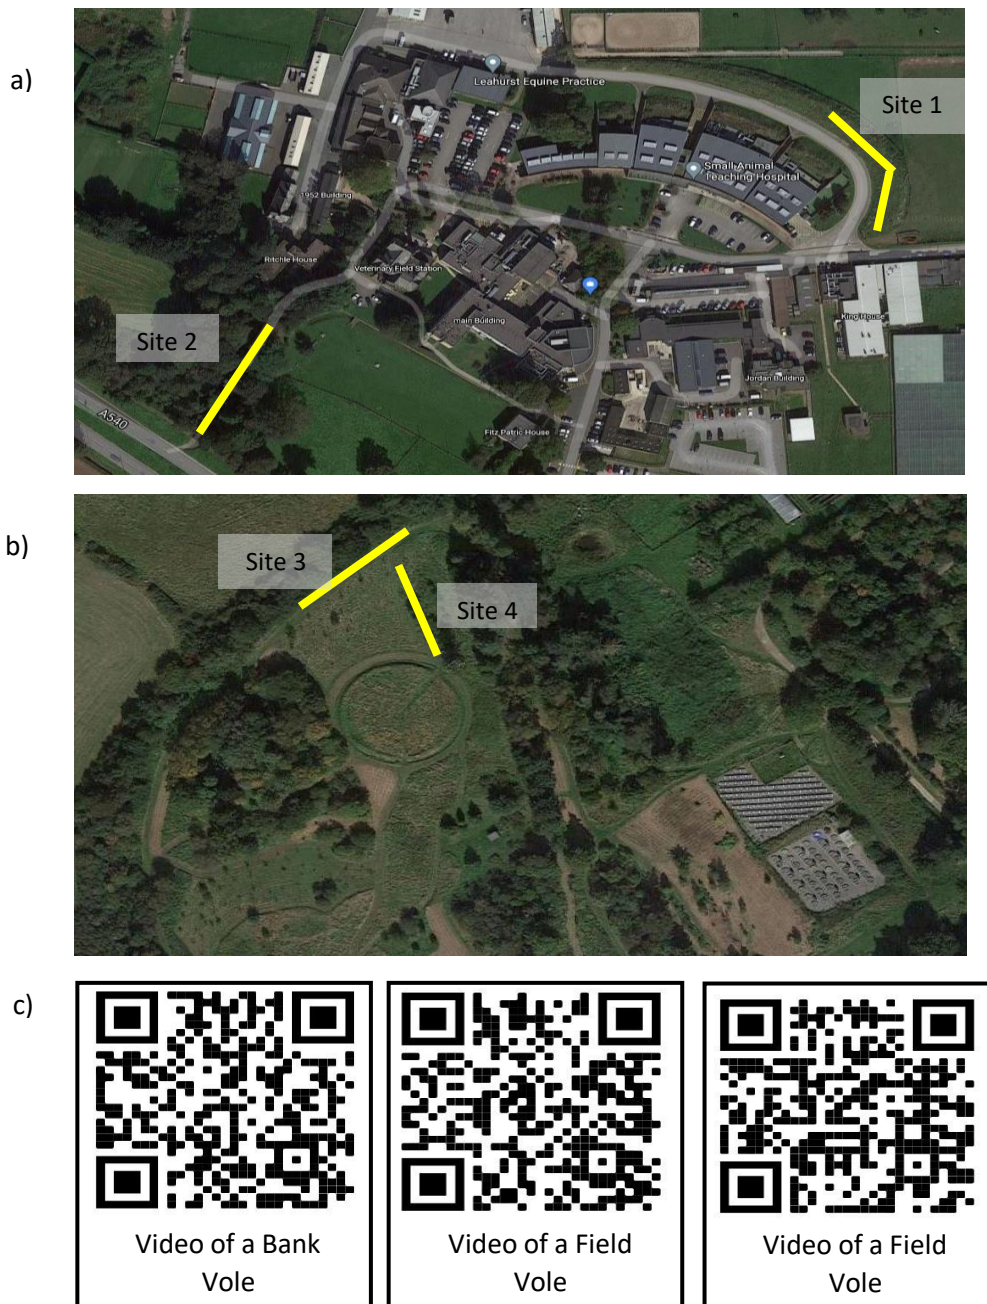 a)
Leahurst Equine Practice
Site 1
Small Animal
Teaching Hospital
1952 Building
Ritchie House
Veterinary Field Station
main Building
King House
Site 2
Jordan Building
A540
Fitz Patric House
b)
Site 3
Site 4
c)
Video of a Bank
Vole
Video of a Field
Vole
Video of a Field
Vole